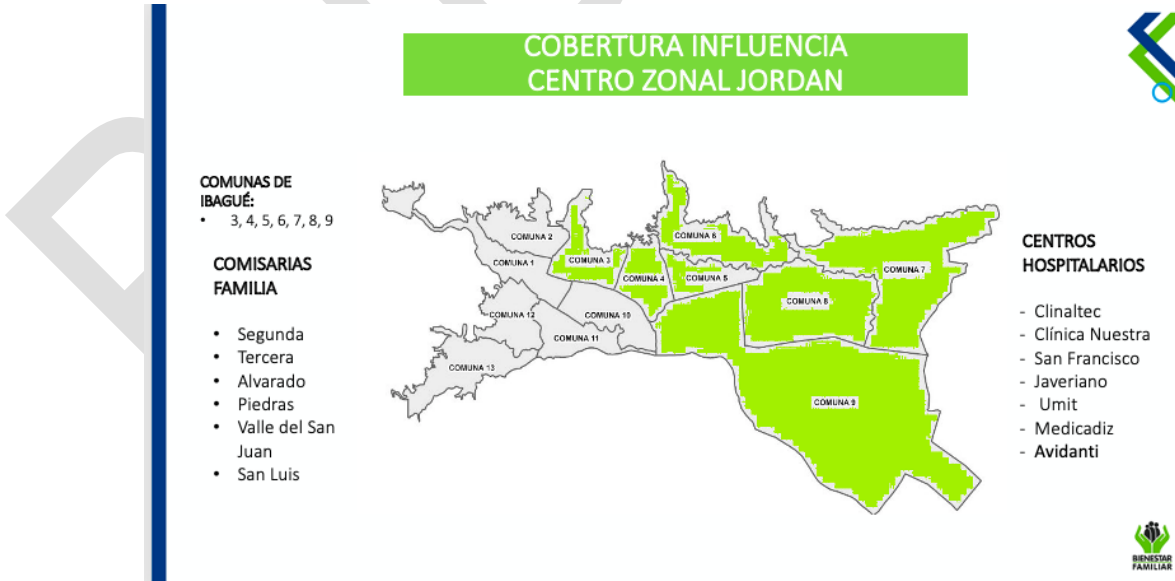 COBERTURA INFLUENCIA
CENTRO ZONAL JORDAN
COMUNAS DE
IBAGUÉ:
• 3, 4, 5, 6, 7, 8, 9
COMISARIAS
FAMILIA
• Segunda
• Tercera
• Alvarado
• Piedras
• Valle del San
Juan
• San Luis
COMUNA 2
COMUNA 1
COMUNA 3
COMUNA 6
COMUNA 4
COMUNA 5
COMUNA 7
COMUNA 8
COMUNA 12
COMUNA 10
COMUNA 11
COMUNA 13
COMUNA 9
CENTROS
HOSPITALARIOS
- Clinaltec
- Clínica Nuestra
- San Francisco
- Javeriano
- Umit
- Medicadiz
- Avidanti
BIENESTAR
FAMILIAR